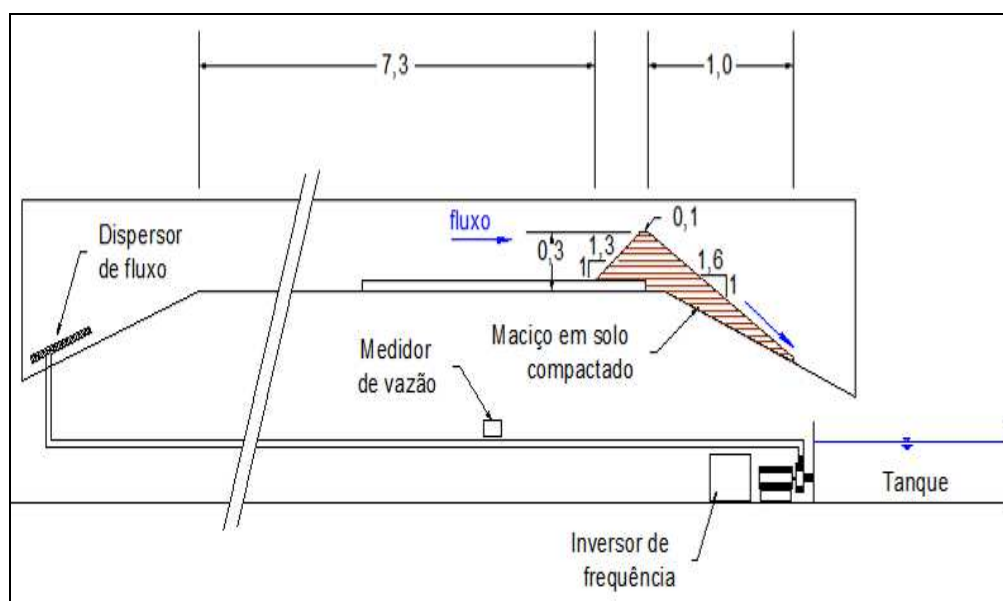 7,3
1,0
fluxo
0,1
0,3
1,3
1
1,6
1
Dispersor
de fluxo
Maciço em solo
compactado
Medidor
de vazão
Tanque
Inversor de
frequência